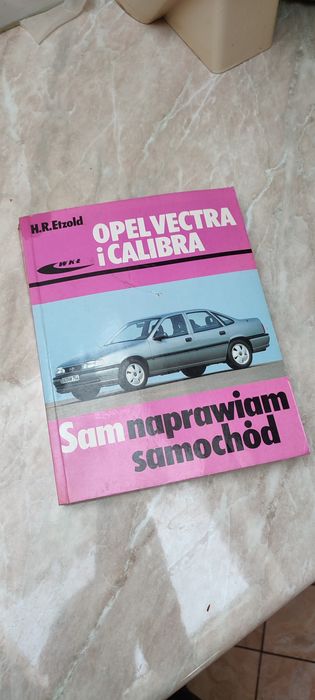 H.R.Etzold
OPEL VECTRA
i CALIBRA
WKŁ
Sam naprawiam
samochód